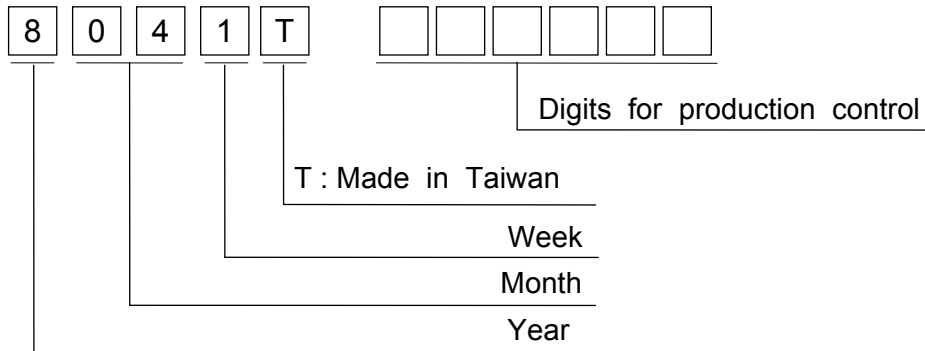 8 0 4 1 T
Digits for production control
T : Made in Taiwan
Week
Month
Year